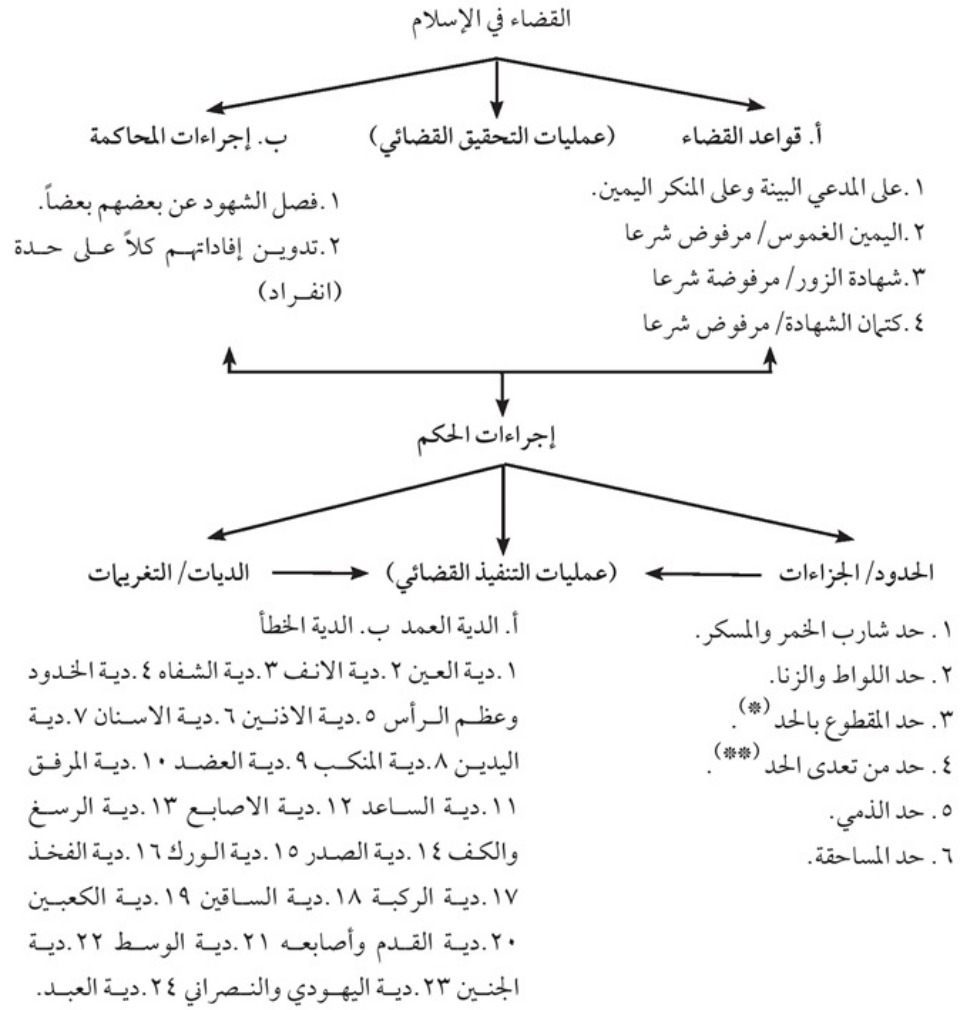 القضاء في الإسلام
أ. قواعد القضاء
(عمليات التحقيق القضائي)
ب. إجراءات المحاكمة
١.على المدعي البينة وعلى المنكر اليمين.
٢.اليمين الغموس/ مرفوض شرعا
٣.شهادة الزور/ مرفوضة شرعا
٤.كتمان الشهادة/ مرفوض شرعا
١.فصل الشهود عن بعضهم بعضاً.
٢.تدوين إفاداتهم كلاً على حدة
(انفراد)
إجراءات الحكم
الحدود/ الجزاءات
(عمليات التنفيذ القضائي)
الديات/ التغريمات
١. حد شارب الخمر والمسكر.
٢. حد اللواط والزنا.
٣. حد المقطوع بالحد (*).
٤. حد من تعدى الحد (**).
٥. حد الذمي.
٦. حد المساحقة.
أ. الدية العمد ب. الدية الخطأ
١.دية العين ٢.دية الانف ٣.دية الشفاه ٤.دية الخدود
وعظم الرأس ٥.دية الاذنين ٦.دية الاسنان ٧.دية
اليدين ٨.دية المنكب ٩.دية العضد ١٠.دية المرفق
١١.دية الساعد ١٢.دية الاصابع ١٣.دية الرسغ
والكف ١٤.دية الصدر ١٥.دية الورك ١٦.دية الفخذ
١٧.دية الركبة ١٨.دية الساقين ١٩.دية الكعبين
٢٠.دية القدم وأصابعه ٢١.دية الوسط ٢٢.دية
الجنين ٢٣.دية اليهودي والنصراني ٢٤.دية العبد.